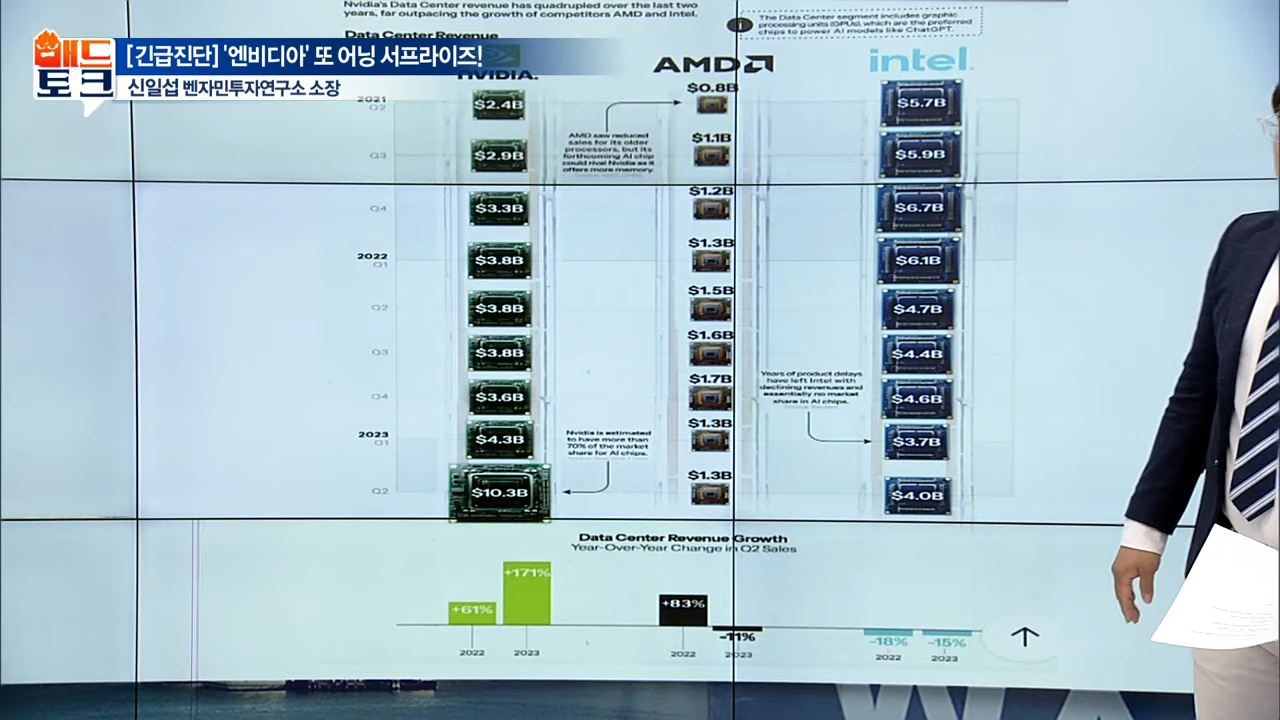 Nvidia's Data Center revenue has quadrupled over the last two
years, far outpacing the growth of competitors AMD and Intel.
i
The Data Center segment includes graphic
processing units (GPUs), which are the preferred
chips to power AI models like ChatGPT.
Data Center Revenue
해드
토크
[긴급진단] '엔비디아' 또 어닝 서프라이즈!
신일섭 벤자민투자연구소 소장
NVIDIA.
AMD
intel.
2021
Q2
$2.4B
$0.8B
$5.7B
AMD saw reduced
sales for its older
processors, but its
forthcoming AI chip
could rival Nvidia as it
offers more memory.
Q3
$2.9B
$1.1B
$5.9B
Q4
$3.3B
$1.2B
$6.7B
2022
Q1
$3.8B
$1.3B
$6.1B
Q2
$3.8B
$1.5B
$4.7B
Q3
$3.8B
$1.6B
$4.4B
Years of product delays
have left Intel with
declining revenues and
essentially no market
share in AI chips.
Q4
$3.6B
$1.7B
$4.6B
2023
Q1
$4.3B
$1.3B
$3.7B
Nvidia is estimated
to have more than
70% of the market
share for AI chips.
Q2
$10.3B
$1.3B
$4.0B
Data Center Revenue Growth
Year-Over-Year Change in Q2 Sales
+61%
+171%
+83%
-11%
-18%
-15%
2022
2023
2022
2023
2022
2023